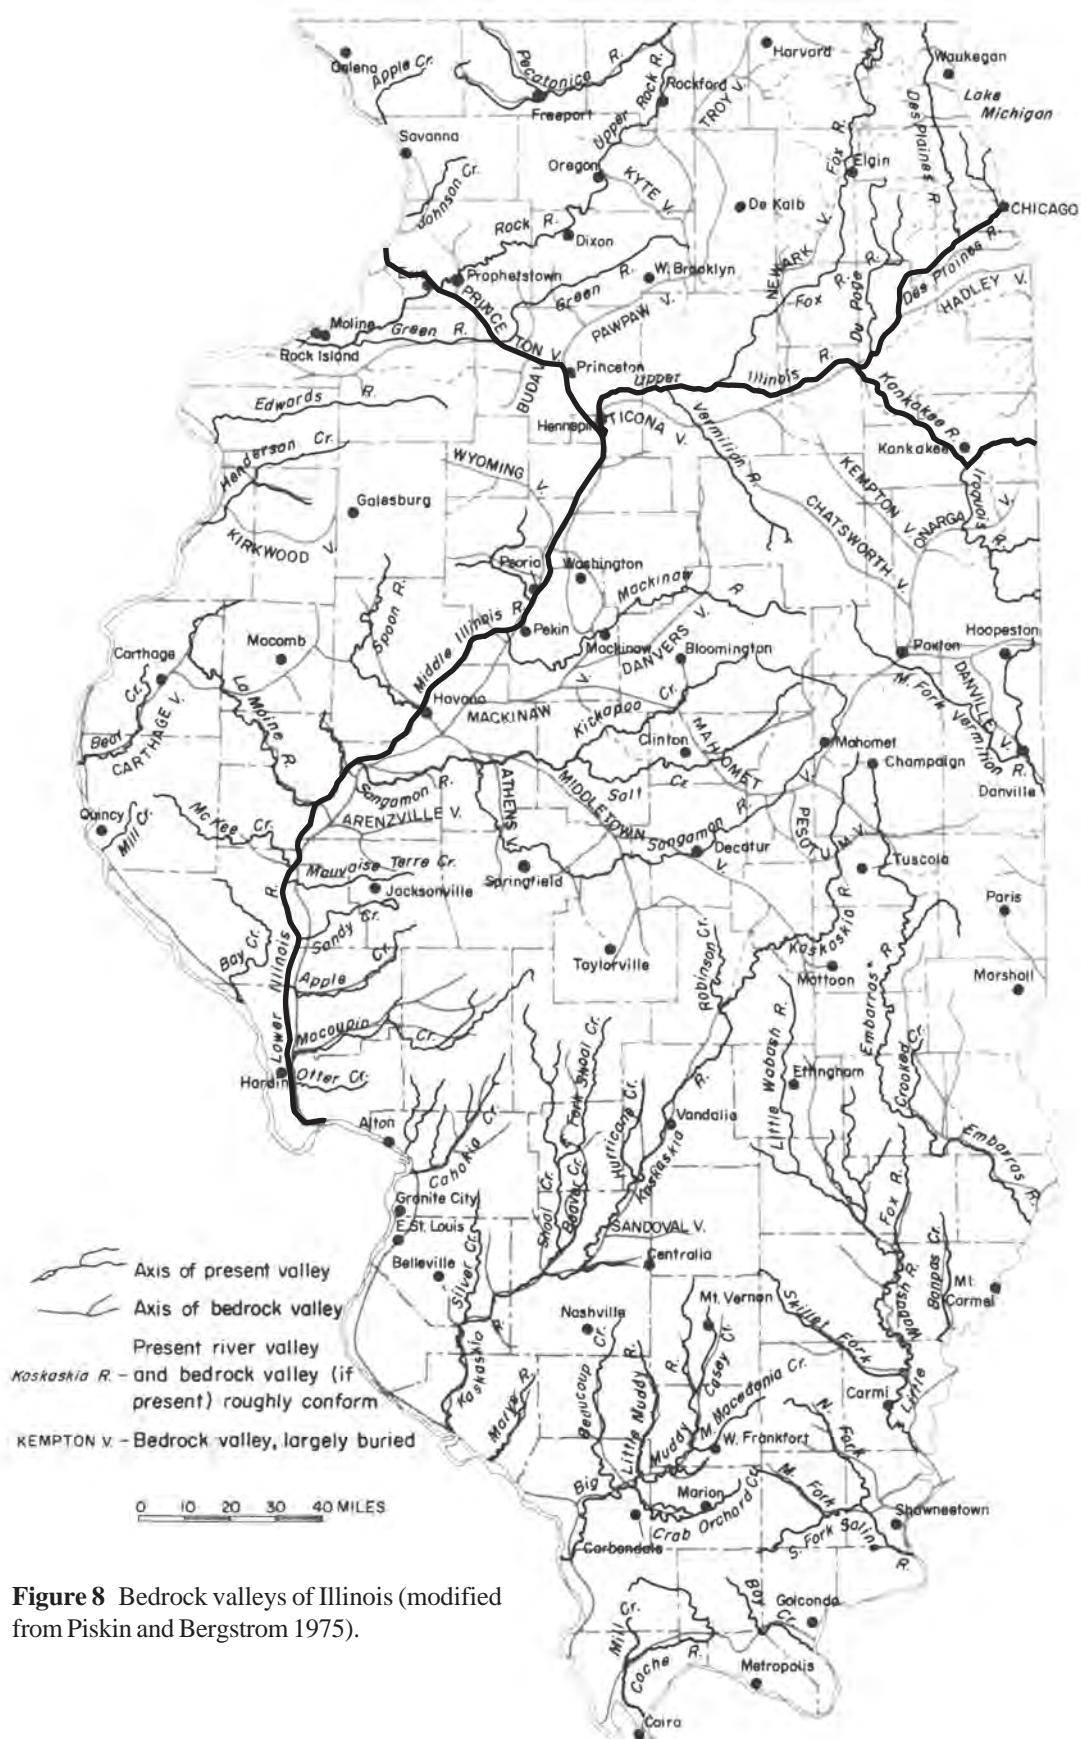 Galena
Apple Cr.
Pecatonica R.
Freeport
Upper Rock R.
Rockford
TROY V.
Harvard
Waukegan
Lake
Michigan
Des Plaines R.
Fox R.
Elgin
Savanna
Johnson Cr.
Oregon
KYTE V.
De Kalb
CHICAGO
Rock R.
Dixon
Prophetstown
Green R.
W. Brooklyn
NEWARK V.
Fox R.
Du Page R.
Des Plaines R.
HADLEY V.
PRINCE
TON V.
PAWPAW V.
Moline
Green R.
Rock Island
BUDA V.
Princeton
Upper Illinois R.
Edwards R.
Hennepin
TICONA V.
Vermilion R.
Kankakee R.
Kankakee
Henderson Cr.
WYOMING V.
KEMPTON V.
Iroquois R.
Galesburg
CHATSWORTH V.
ONARGA V.
KIRKWOOD V.
Peoria
Washington
Spoon R.
Mackinaw R
Middle Illinois R.
Pekin
Macomb
Carthage
Mackinaw
DANVERS V.
Bloomington
Paxton
Hoopeston
Bear Cr.
CARTHAGE V.
La Moine R.
Havana
MACKINAW V.
Kickapoo Cr.
M. Fork Vermilion R.
DANVILLE V.
Clinton
MAHOMET V.
Mahomet
Champaign
Danville
Sangamon R.
Salt Cr.
ATHENS V.
MIDDLETOWN V.
Quincy
Mill Cr.
Mc Kee Cr.
ARENZVILLE V.
Sangamon R.
Decatur
PESOTUM V.
Tuscola
Mauvaise Terre Cr.
Jacksonville
Springfield
Paris
Bay Cr.
Sandy Cr.
Apple Cr.
Lower Illinois R.
Taylorville
Robinson Cr.
Kaskaskia R.
Mattoon
Embarras R.
Marshall
Macoupin Cr.
Hardin
Otter Cr.
Little Wabash R.
Effingham
Crooked Cr.
Alton
Cahokia Cr.
Shoal Cr.
Beaver Cr.
E. Fork Shoal Cr.
Hurricane Cr.
Kaskaskia R.
Vandalia
Embarras R.
Fox R.
Granite City
E. St. Louis
SANDOVAL V.
Belleville
Silver Cr.
Centralia
Bonpas Cr.
Mt.
Carmel
Nashville
Mt. Vernon
Skillet Fork
Little Wabash R.
Kaskaskia R.
Marys R.
Beaucoup Cr.
Little Muddy R.
Casey Cr.
M. Macedonia Cr.
Carmi
N. Fork
W. Frankfort
Big Muddy R.
Marion
Crab Orchard Cr.
M. Fork
S. Fork Saline R.
Shawneetown
Carbondale
Bay Cr.
Golconda
Mill Cr.
Cache R.
Metropolis
Cairo
Axis of present valley
Axis of bedrock valley
Present river valley
Kaskaskia R. - and bedrock valley (if
present) roughly conform
KEMPTON V. - Bedrock valley, largely buried
0 10 20 30 40 MILES
Figure 8 Bedrock valleys of Illinois (modified
from Piskin and Bergstrom 1975).